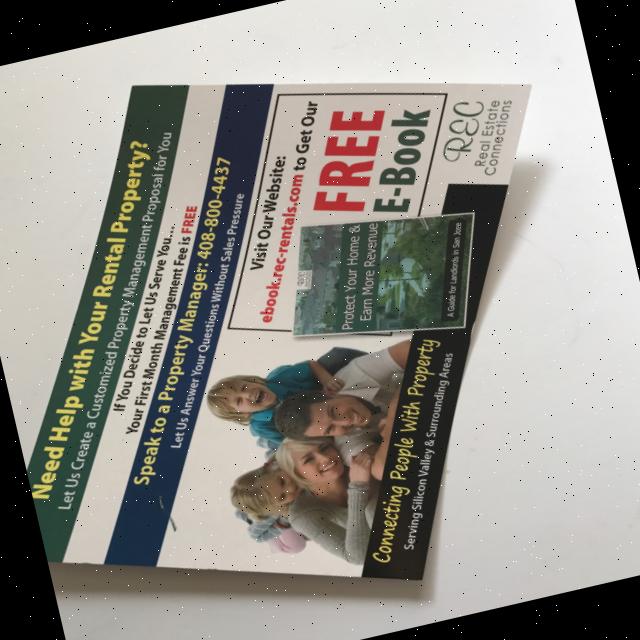 Need Help with Your Rental Property?
Let Us Create a Customized Property Management Proposal for You
If You Decide to Let Us Serve You....
Your First Month Management Fee is FREE
Speak to a Property Manager: 408-800-4437
Let Us Answer Your Questions Without Sales Pressure
Visit Our Website:
ebook.rec-rentals.com to Get Our
FREE
E-Book
Protect Your Home &
Earn More Revenue
A Guide for Landlords in San Jose
REC
Real Estate
Connections
Connecting People With Property
Serving Silicon Valley & Surrounding Areas